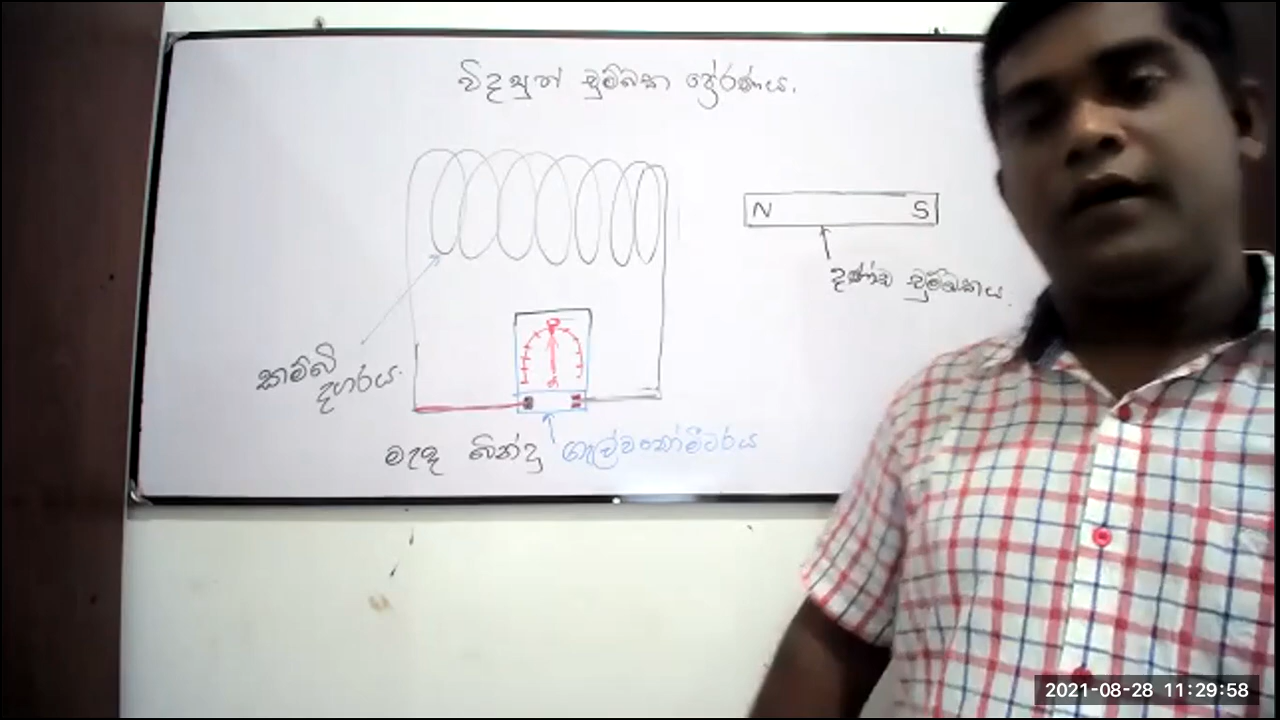 විද්‍යුත් චුම්බක ප්‍රේරණය.
N S
දණ්ඩ චුම්බකය.
කම්බි
දඟරය.
මැද බින්දු ගැල්වනෝමීටරය
2021-08-28 11:29:58